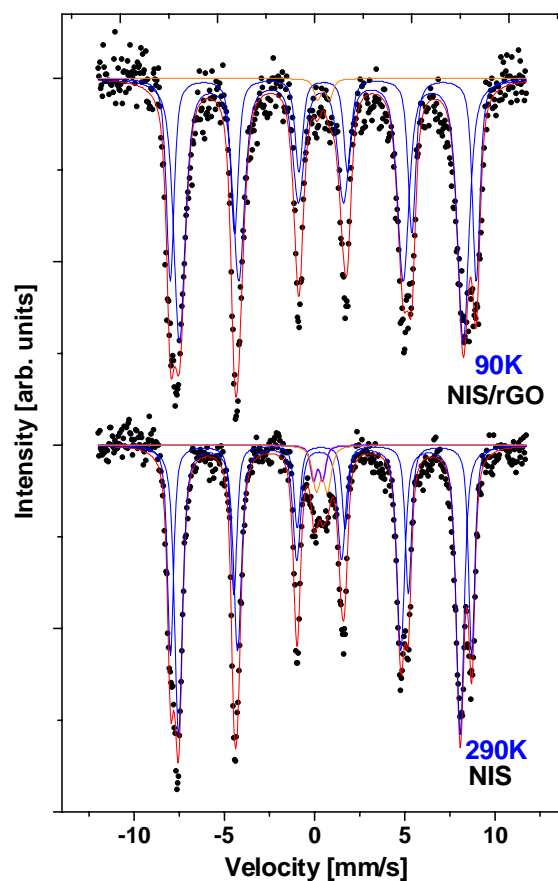 Intensity [arb. units]
90K
NIS/rGO
290K
NIS
-10 -5 0 5 10
Velocity [mm/s]